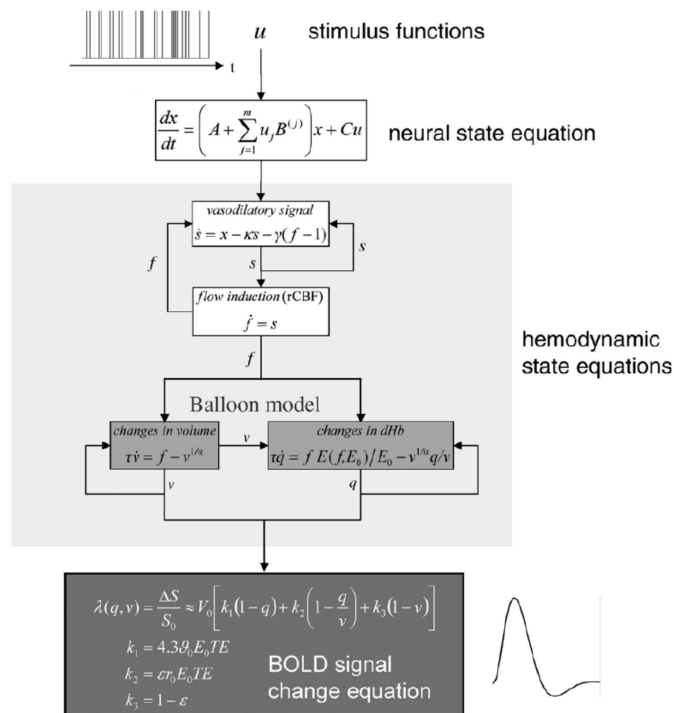 u stimulus functions
t
dx/dt = (A + ∑_{j=1}^{m} u_j B^{(j)}) x + Cu
neural state equation
vasodilatory signal
ṡ = x − κs − γ(f − 1)
f
s
s
flow induction (rCBF)
ḟ = s
hemodynamic
state equations
f
Balloon model
changes in volume
τv̇ = f − v^{1/α}
v
changes in dHb
τq̇ = f E(f,E₀)/E₀ − v^{1/α} q/v
v
q
λ(q,v) = ΔS/S₀ ≈ V₀[k₁(1 − q) + k₂(1 − q/v) + k₃(1 − v)]
k₁ = 4.3ϑ₀E₀TE
k₂ = εr₀E₀TE
k₃ = 1 − ε
BOLD signal
change equation